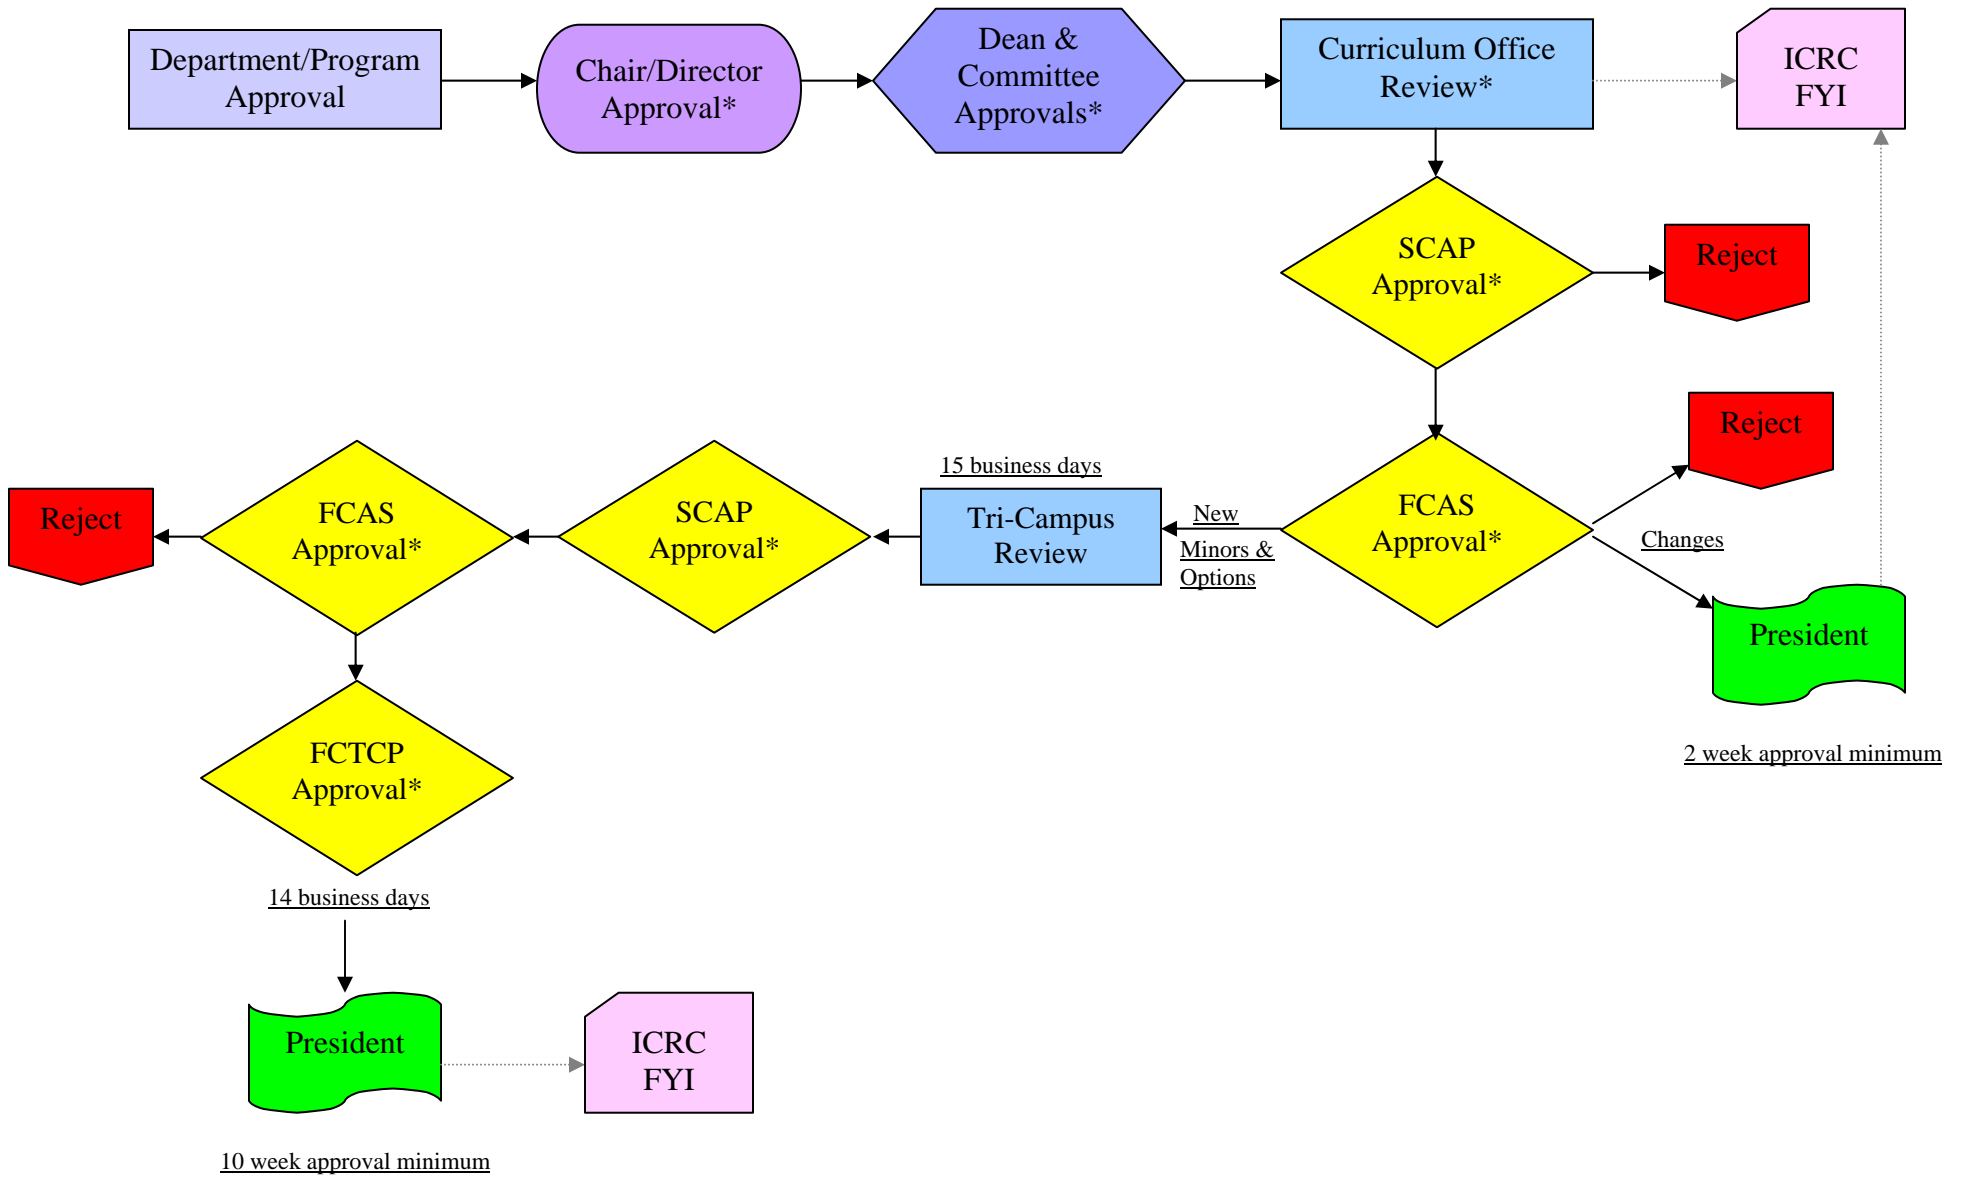 Department/Program
Approval
Chair/Director
Approval*
Dean &
Committee
Approvals*
Curriculum Office
Review*
ICRC
FYI
SCAP
Approval*
Reject
Reject
FCAS
Approval*
Changes
President
2 week approval minimum
New
Minors &
Options
15 business days
Tri-Campus
Review
SCAP
Approval*
FCAS
Approval*
Reject
FCTCP
Approval*
14 business days
President
ICRC
FYI
10 week approval minimum